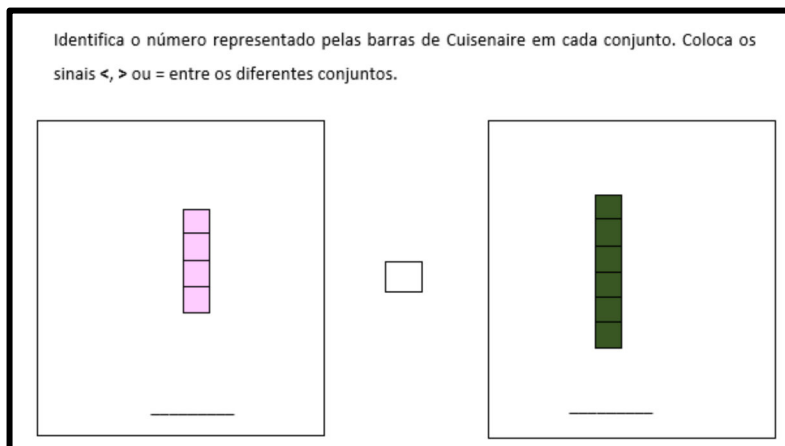 Identifica o número representado pelas barras de Cuisenaire em cada conjunto. Coloca os
sinais <, > ou = entre os diferentes conjuntos.